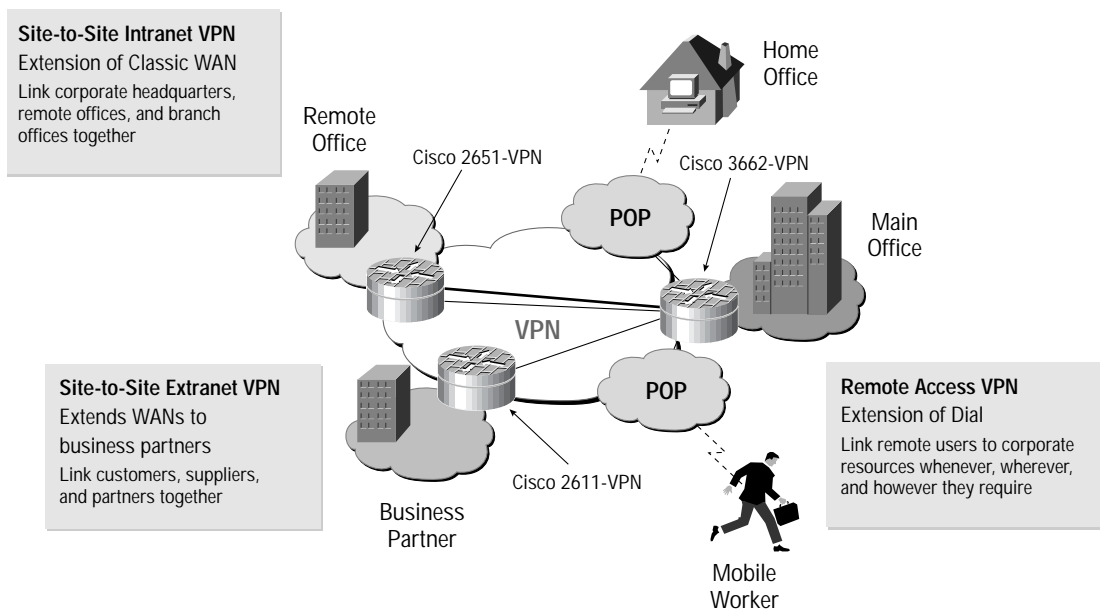 Site-to-Site Intranet VPN
Extension of Classic WAN
Link corporate headquarters,
remote offices, and branch
offices together
Home
Office
Remote
Office
Cisco 2651-VPN
Cisco 3662-VPN
POP
Main
Office
VPN
Site-to-Site Extranet VPN
Extends WANs to
business partners
Link customers, suppliers,
and partners together
POP
Remote Access VPN
Extension of Dial
Link remote users to corporate
resources whenever, wherever,
and however they require
Cisco 2611-VPN
Business
Partner
Mobile
Worker